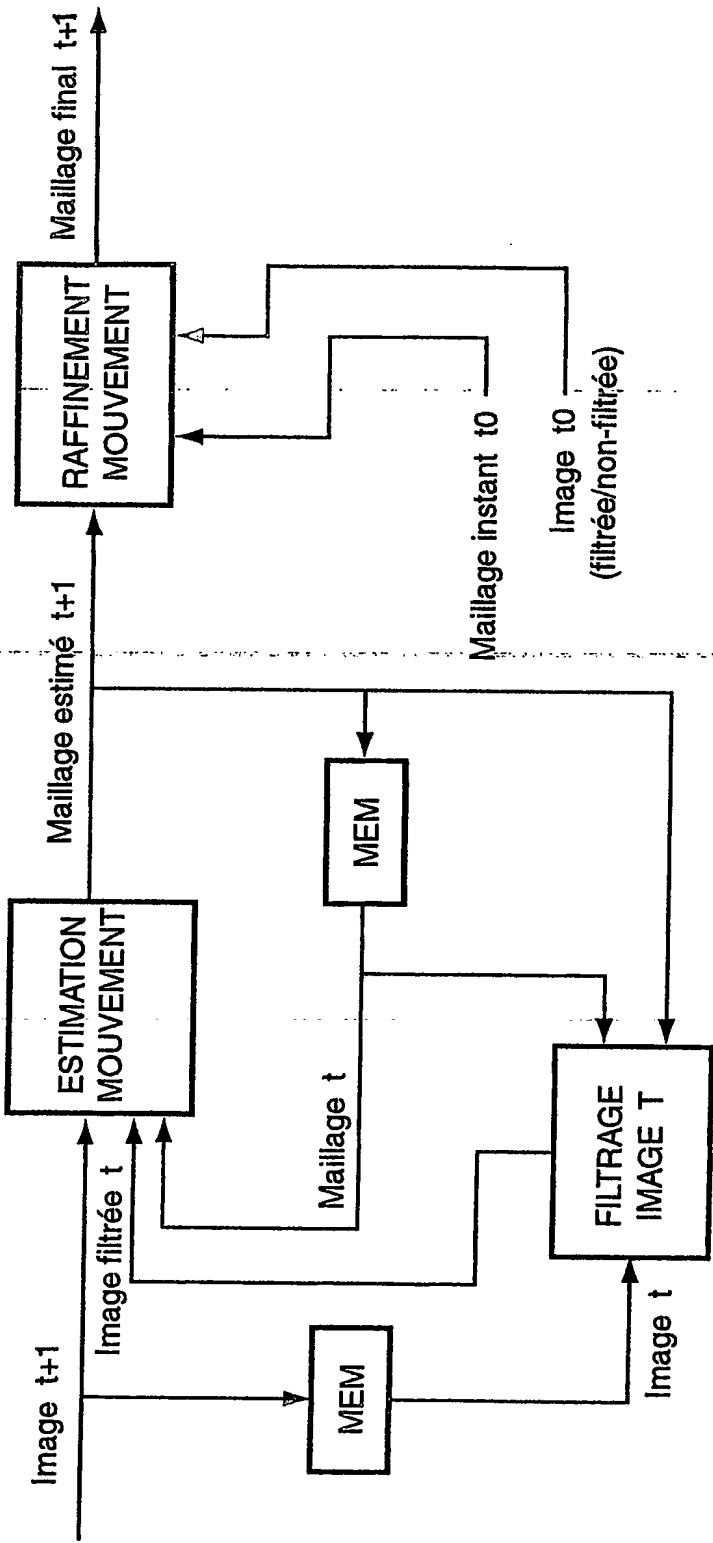 Image t+1
Image filtrée t
ESTIMATION
MOUVEMENT
Maillage estimé t+1
RAFFINEMENT
MOUVEMENT
Maillage final t+1
MEM
Maillage t
MEM
Image t
FILTRAGE
IMAGE T
Maillage instant t0
Image t0
(filtrée/non-filtrée)